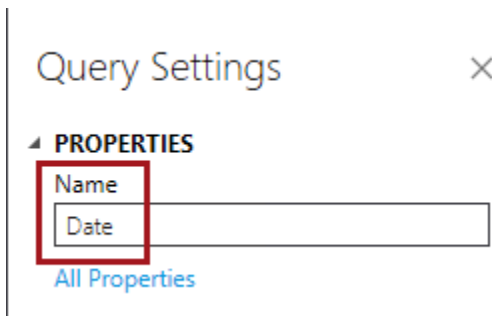 Query Settings
PROPERTIES
Name
Date
All Properties